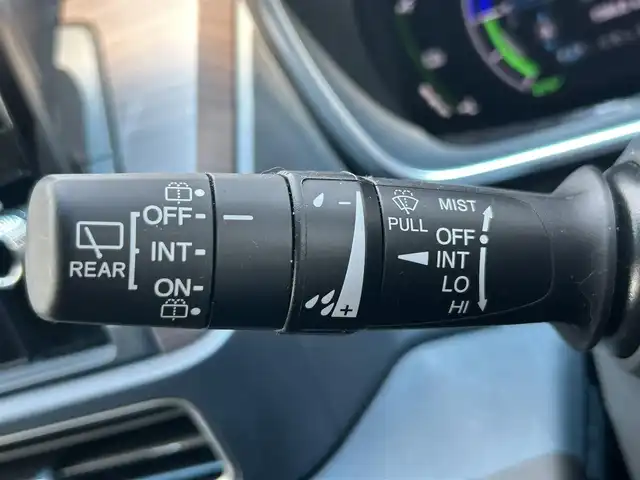 REAR
OFF
INT
ON
- +
PULL
MIST
OFF
INT
LO
HI